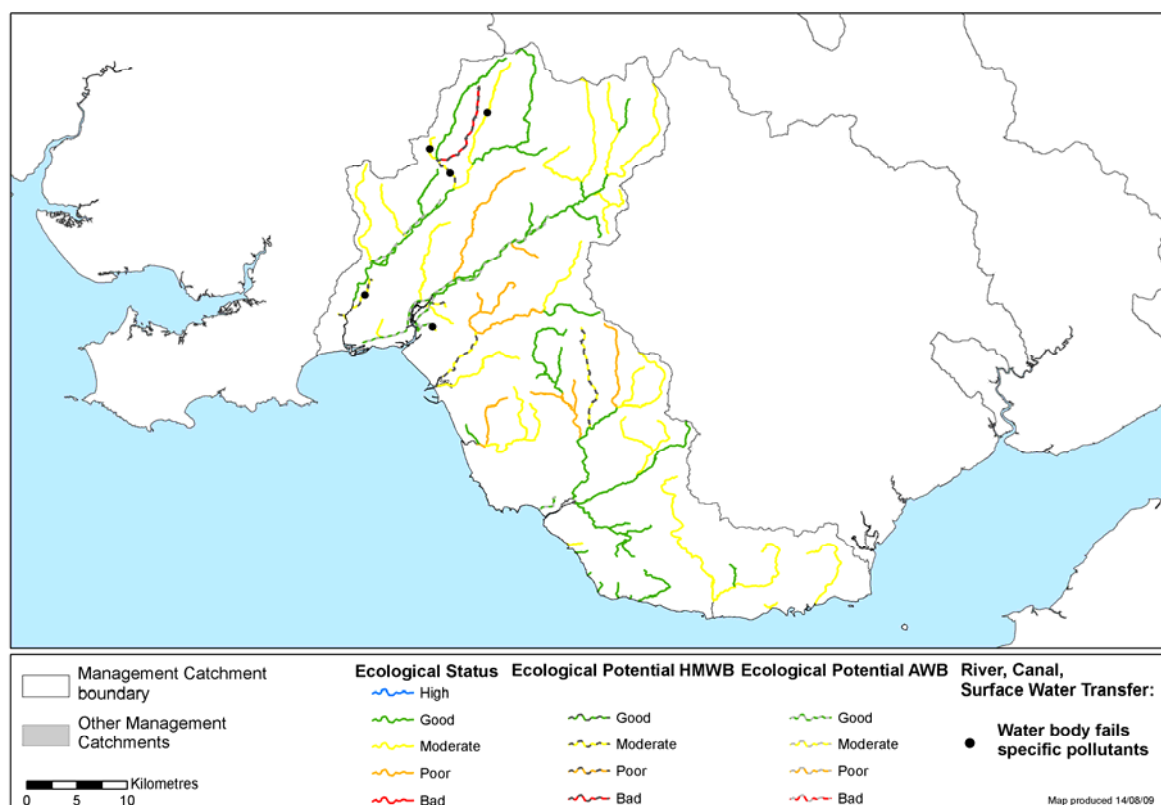 Management Catchment
boundary
Other Management
Catchments
Kilometres
0 5 10
Ecological Status
High
Good
Moderate
Poor
Bad
Ecological Potential HMWB
Good
Moderate
Poor
Bad
Ecological Potential AWB
Good
Moderate
Poor
Bad
River, Canal,
Surface Water Transfer:
Water body fails
specific pollutants
Map produced 14/08/09